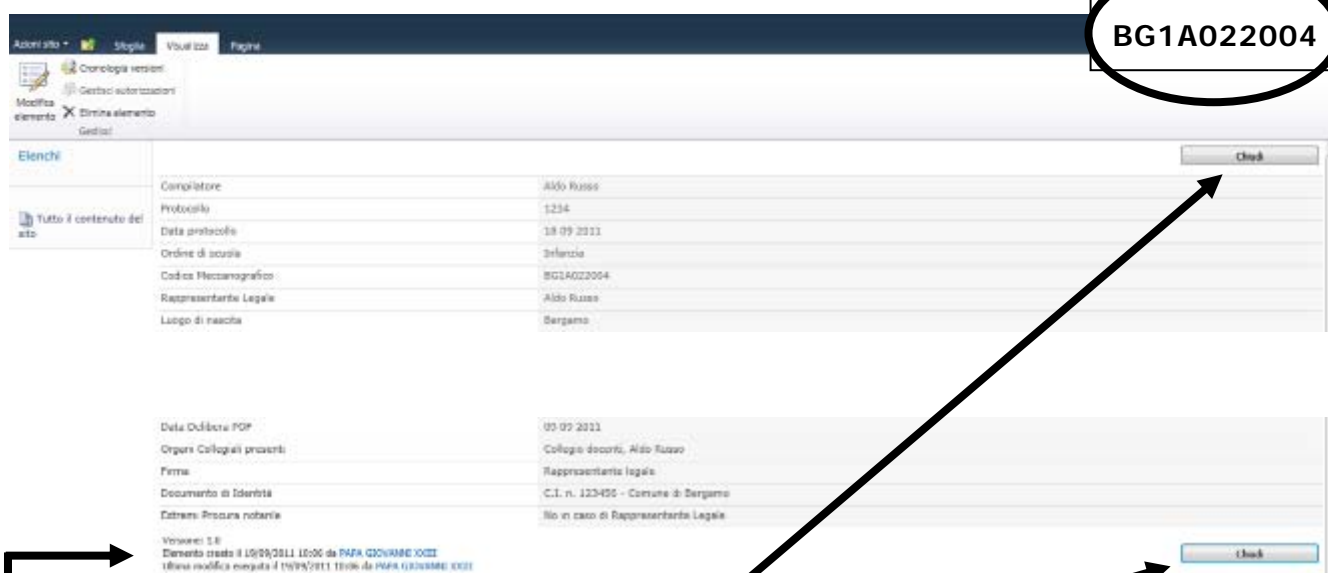 BG1A022004
Azioni sito Sfoglia Visualizza Pagine
Modifica elemento
Cronologia versioni
Gestisci autorizzazioni
Elimina elemento
Gestisci
Elenchi
Chiudi
Tutto il contenuto del sito
Compilatore Aldo Russo
Protocollo 1234
Data protocollo 18 09 2011
Ordine di scuola Infanzia
Codice Meccanografico BG1A022004
Rappresentante Legale Aldo Russo
Luogo di nascita Bergamo
Data Delibera POF 09 2011
Organi Collegiali presenti Collegio docenti, Aldo Russo
Firma Rappresentante legale
Documento di Identità C.I. n. 123456 - Comune di Bergamo
Estremi Procura notarile No in caso di Rappresentante Legale
Versione: 1.0
Elemento creato il 19/09/2011 10:06 da PAPA GIOVANNI XXIII
Ultima modifica eseguita il 19/09/2011 10:06 da PAPA GIOVANNI XXIII
Chiudi